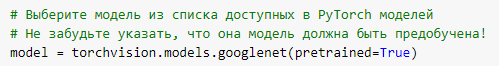 # Выберите модель из списка доступных в PyTorch моделей
# Не забудьте указать, что она модель должна быть предобучена!
model = torchvision.models.googlenet(pretrained=True)